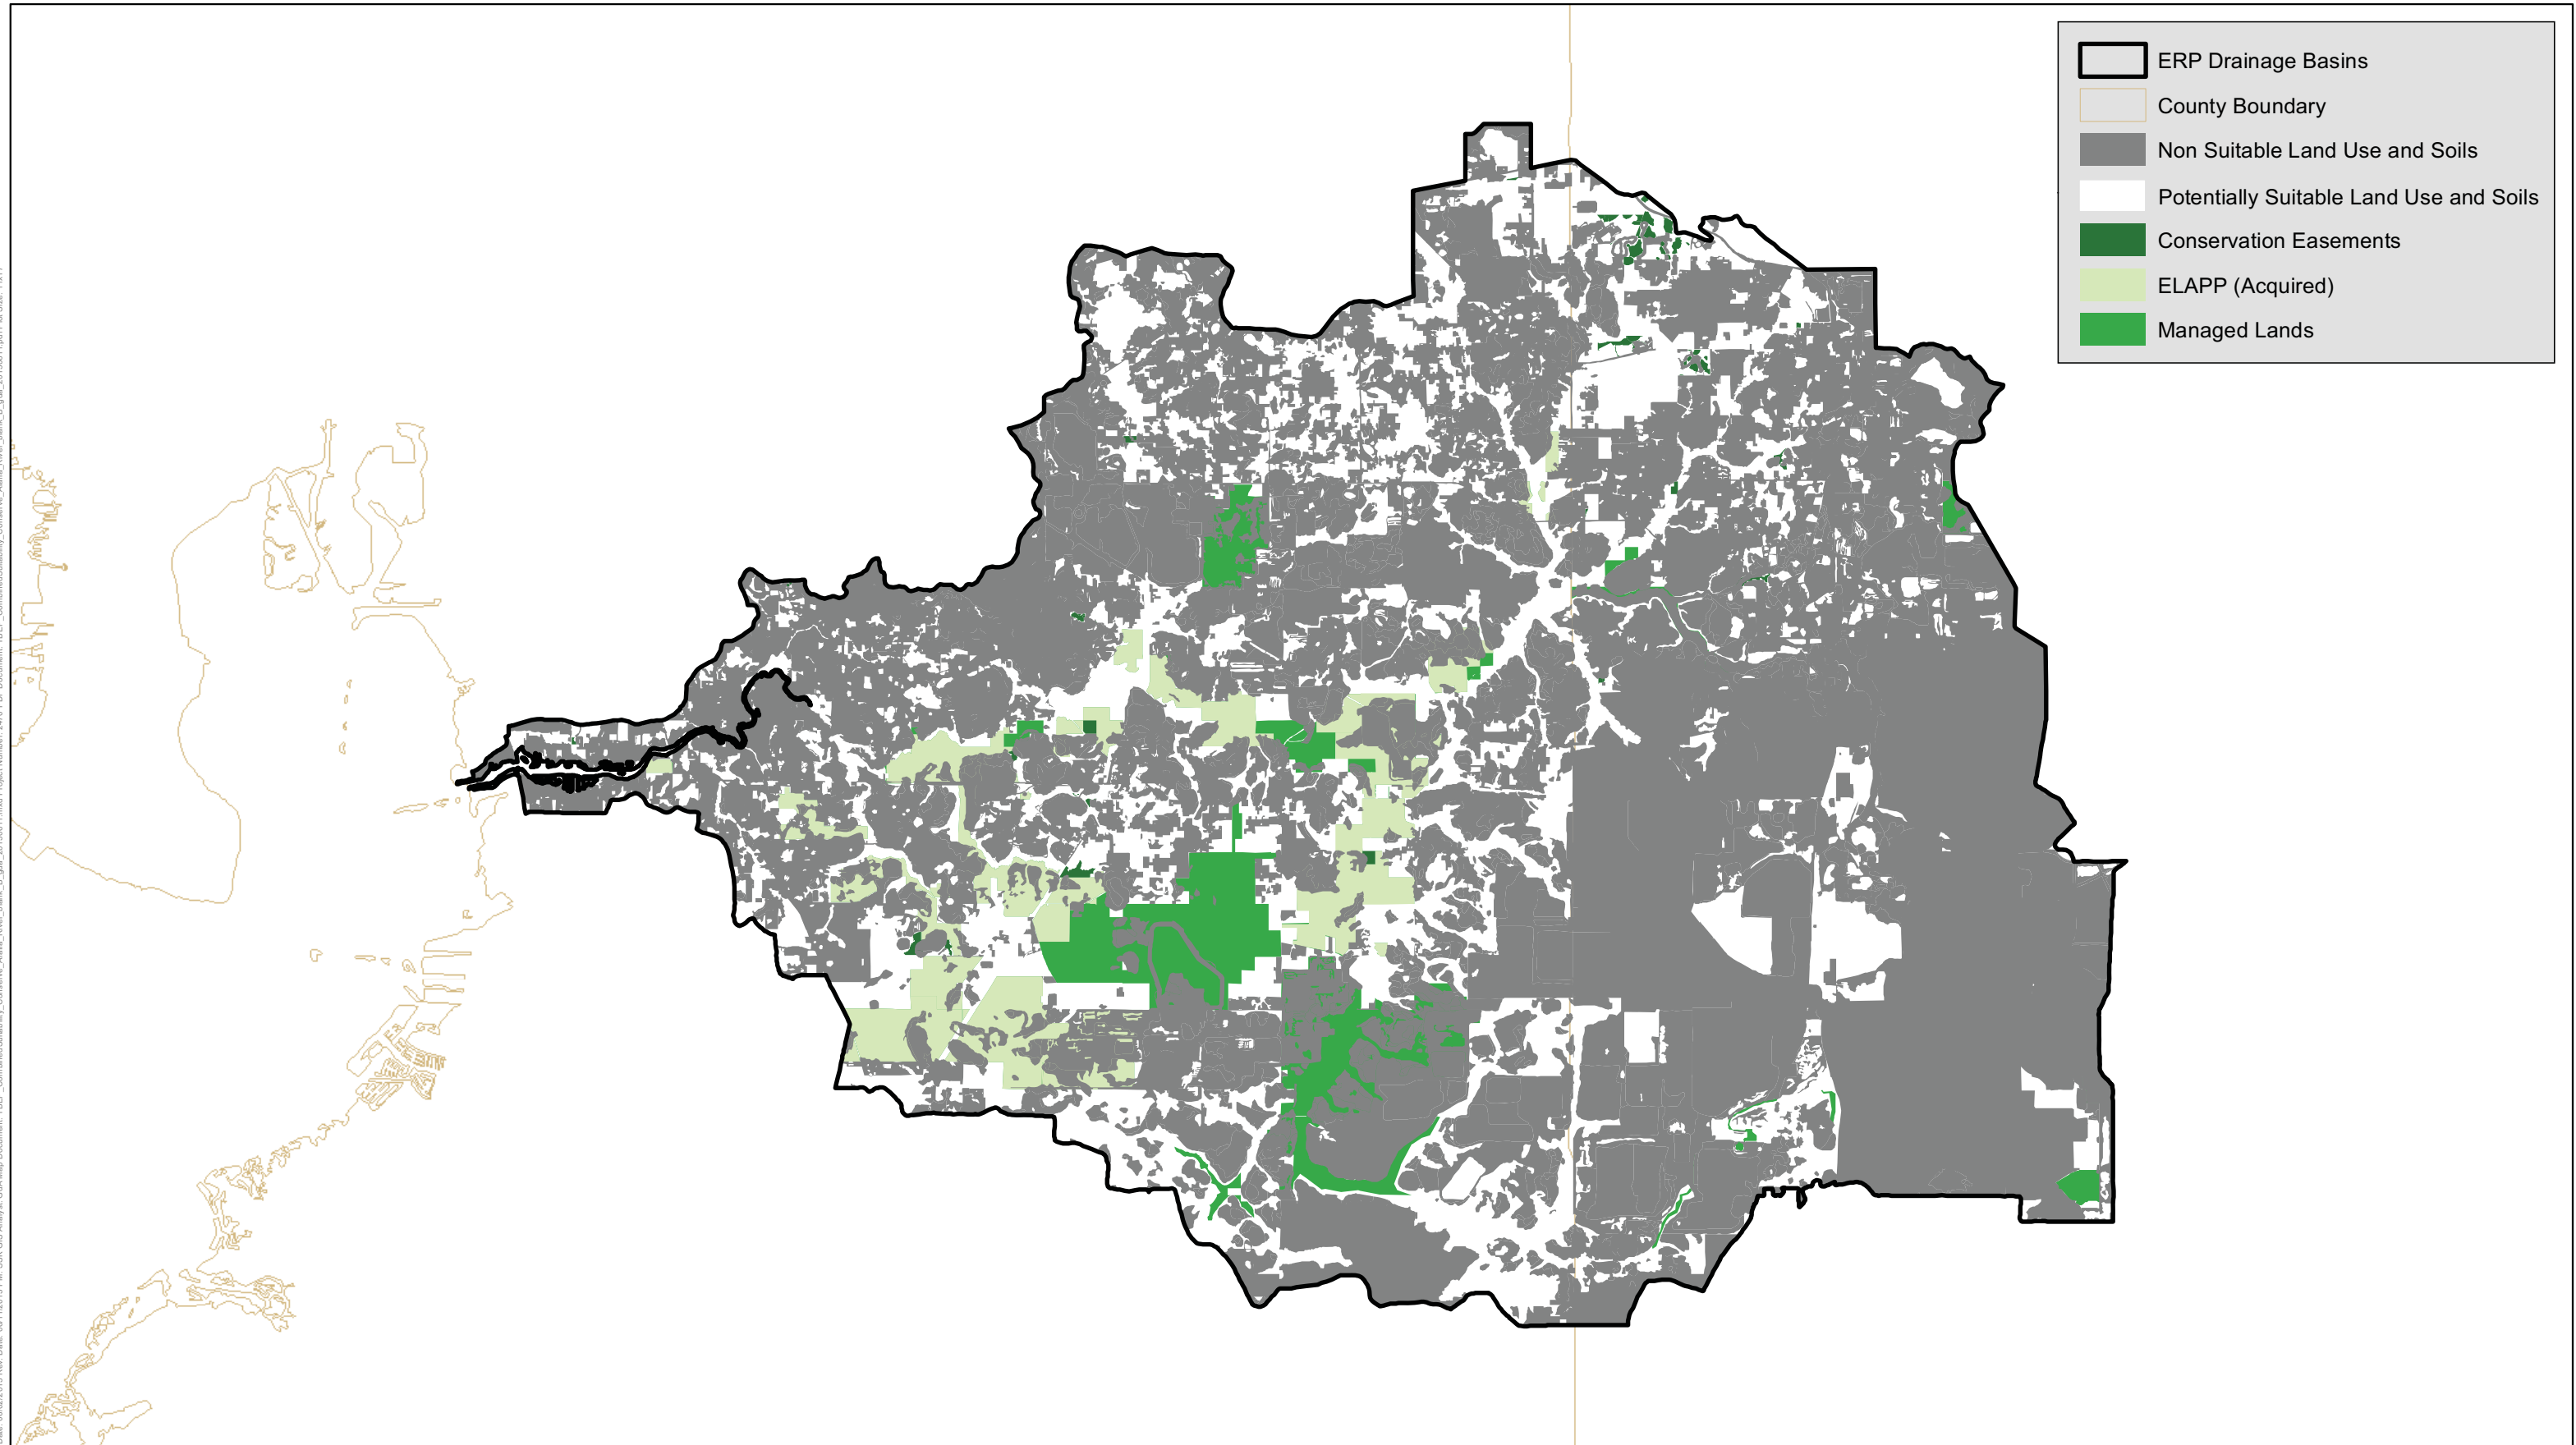 ERP Drainage Basins
County Boundary
Non Suitable Land Use and Soils
Potentially Suitable Land Use and Soils
Conservation Easements
ELAPP (Acquired)
Managed Lands